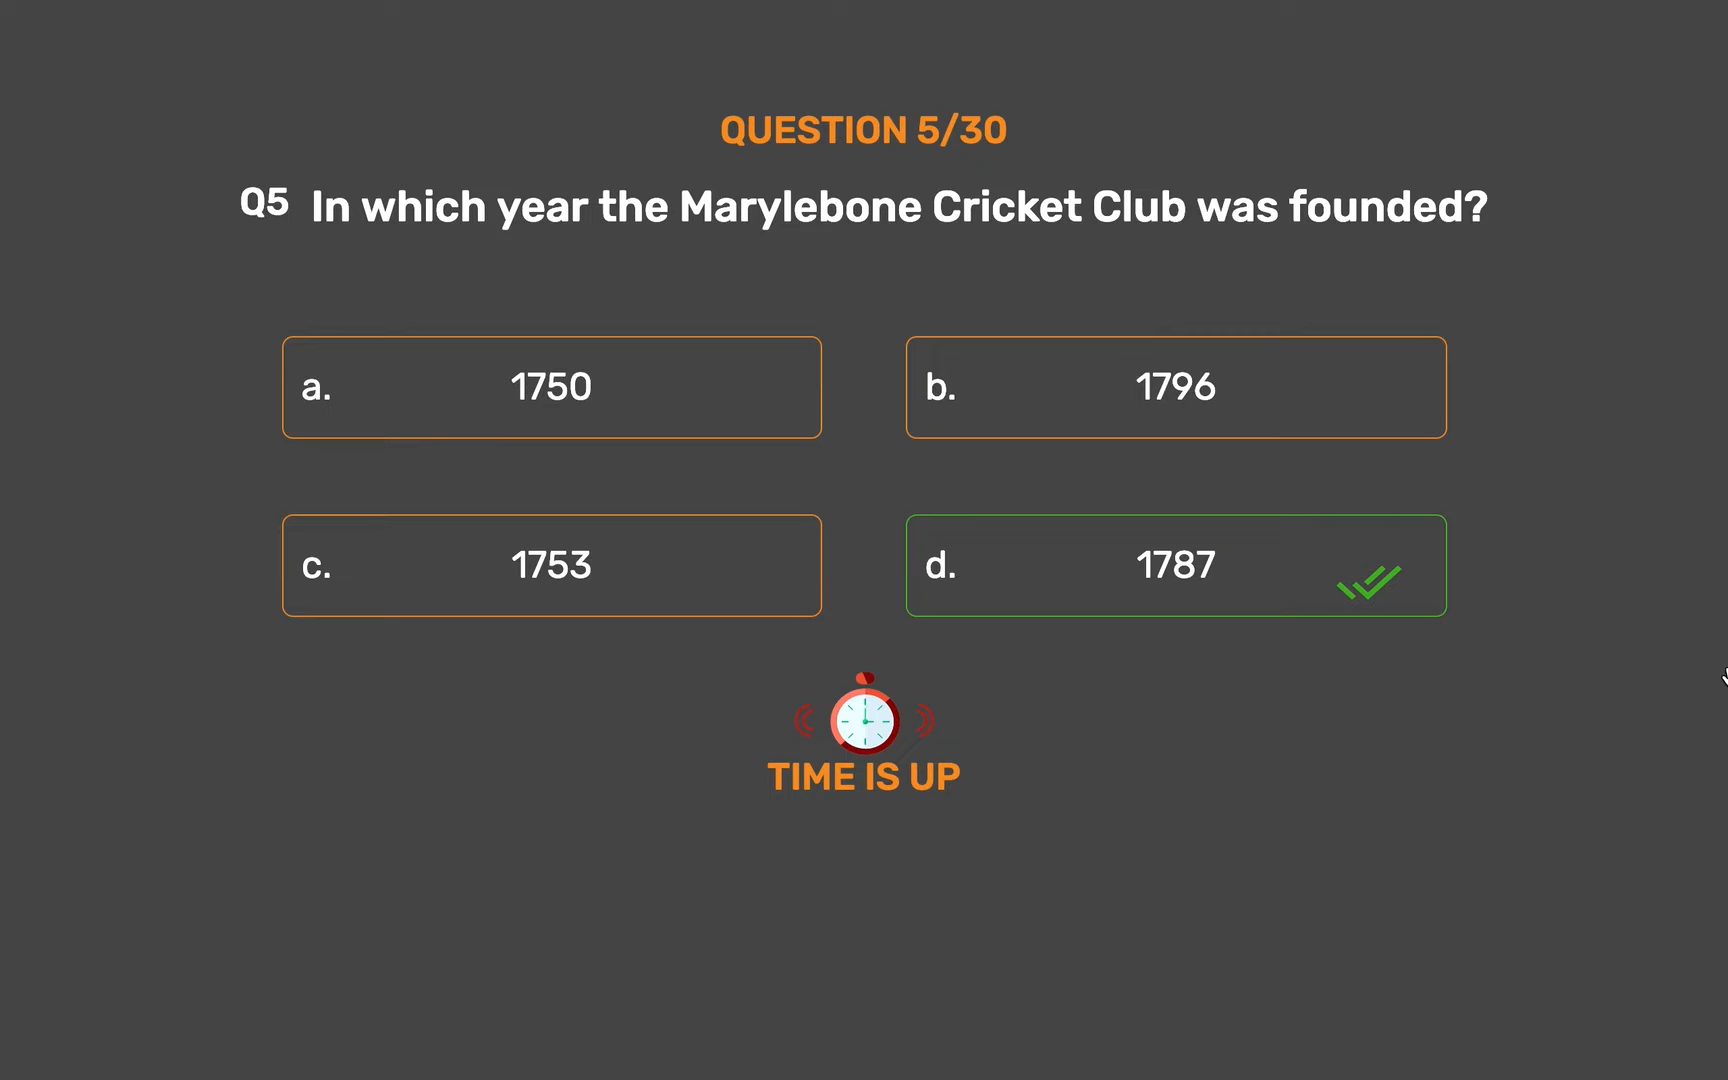 QUESTION 5/30
Q5 In which year the Marylebone Cricket Club was founded?
a. 1750
b. 1796
c. 1753
d. 1787
TIME IS UP